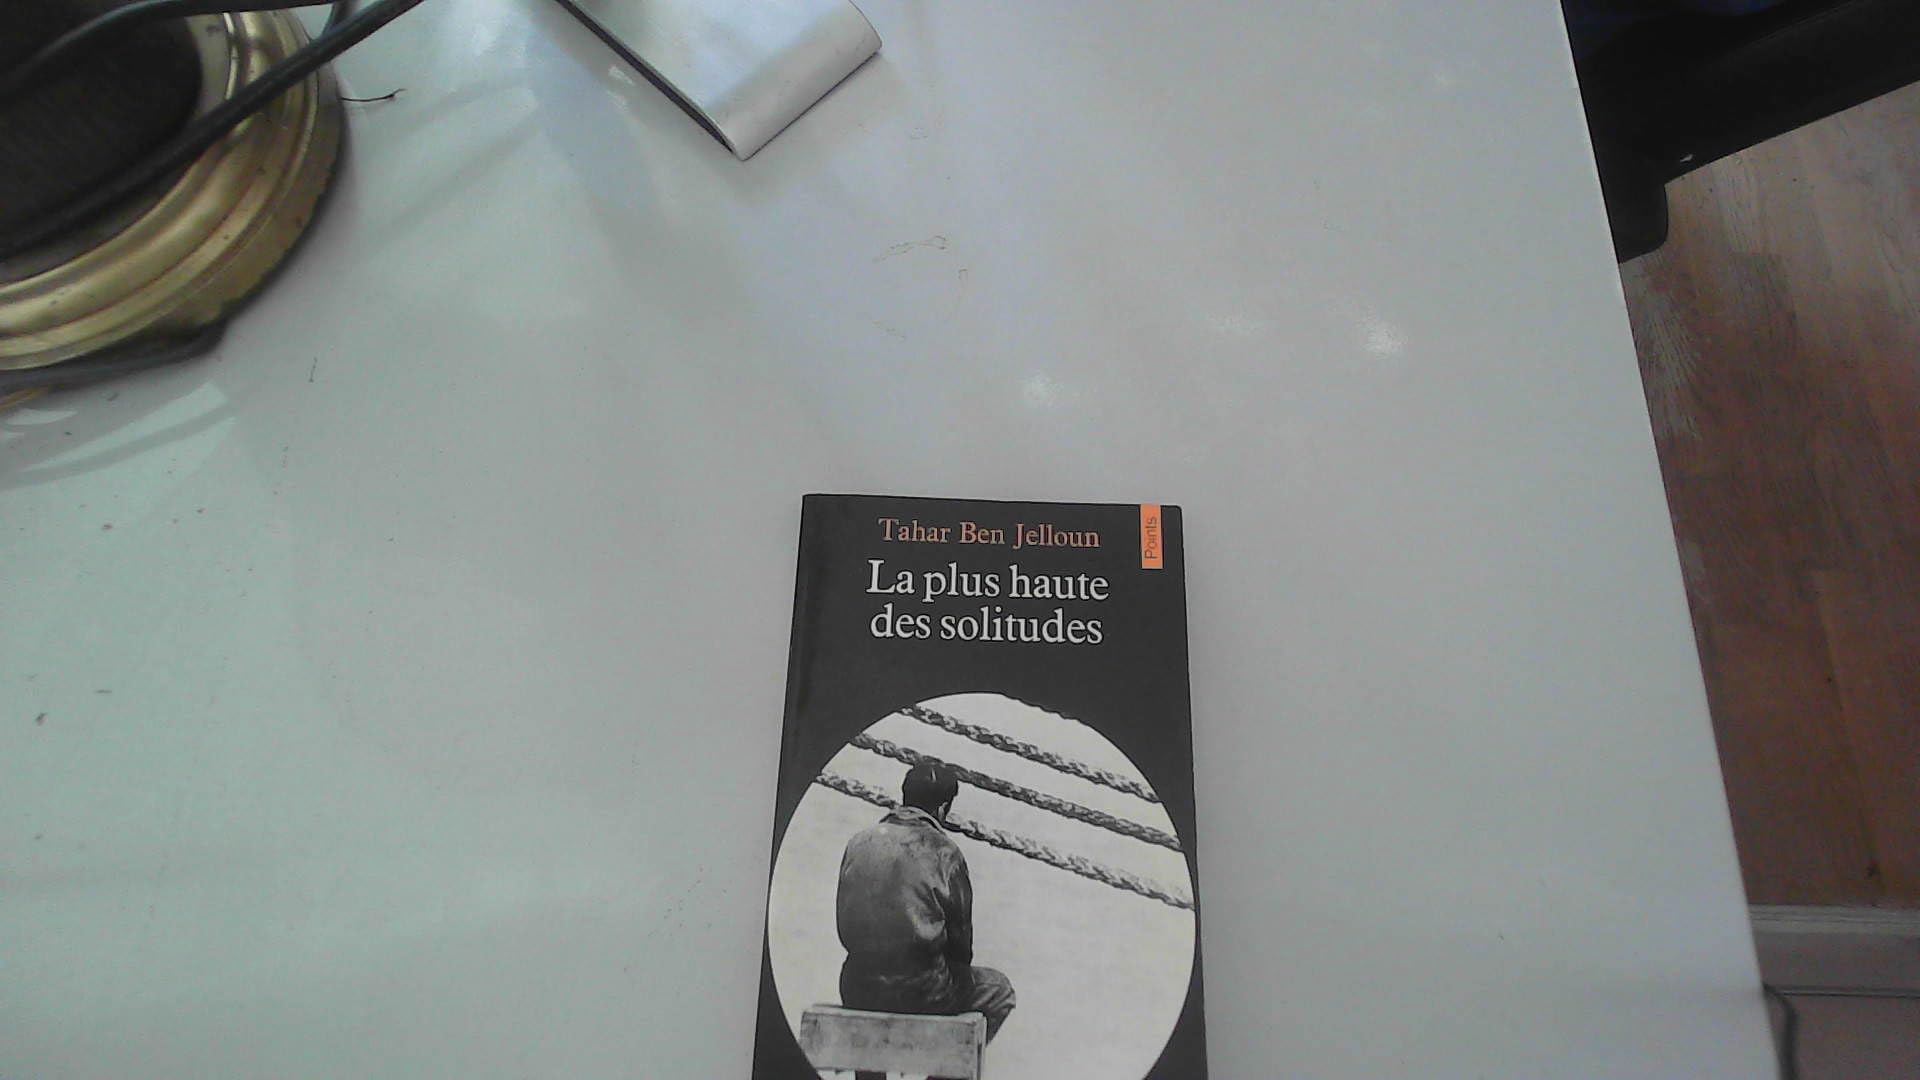 Tahar Ben Jelloun
Points
La plus haute
des solitudes